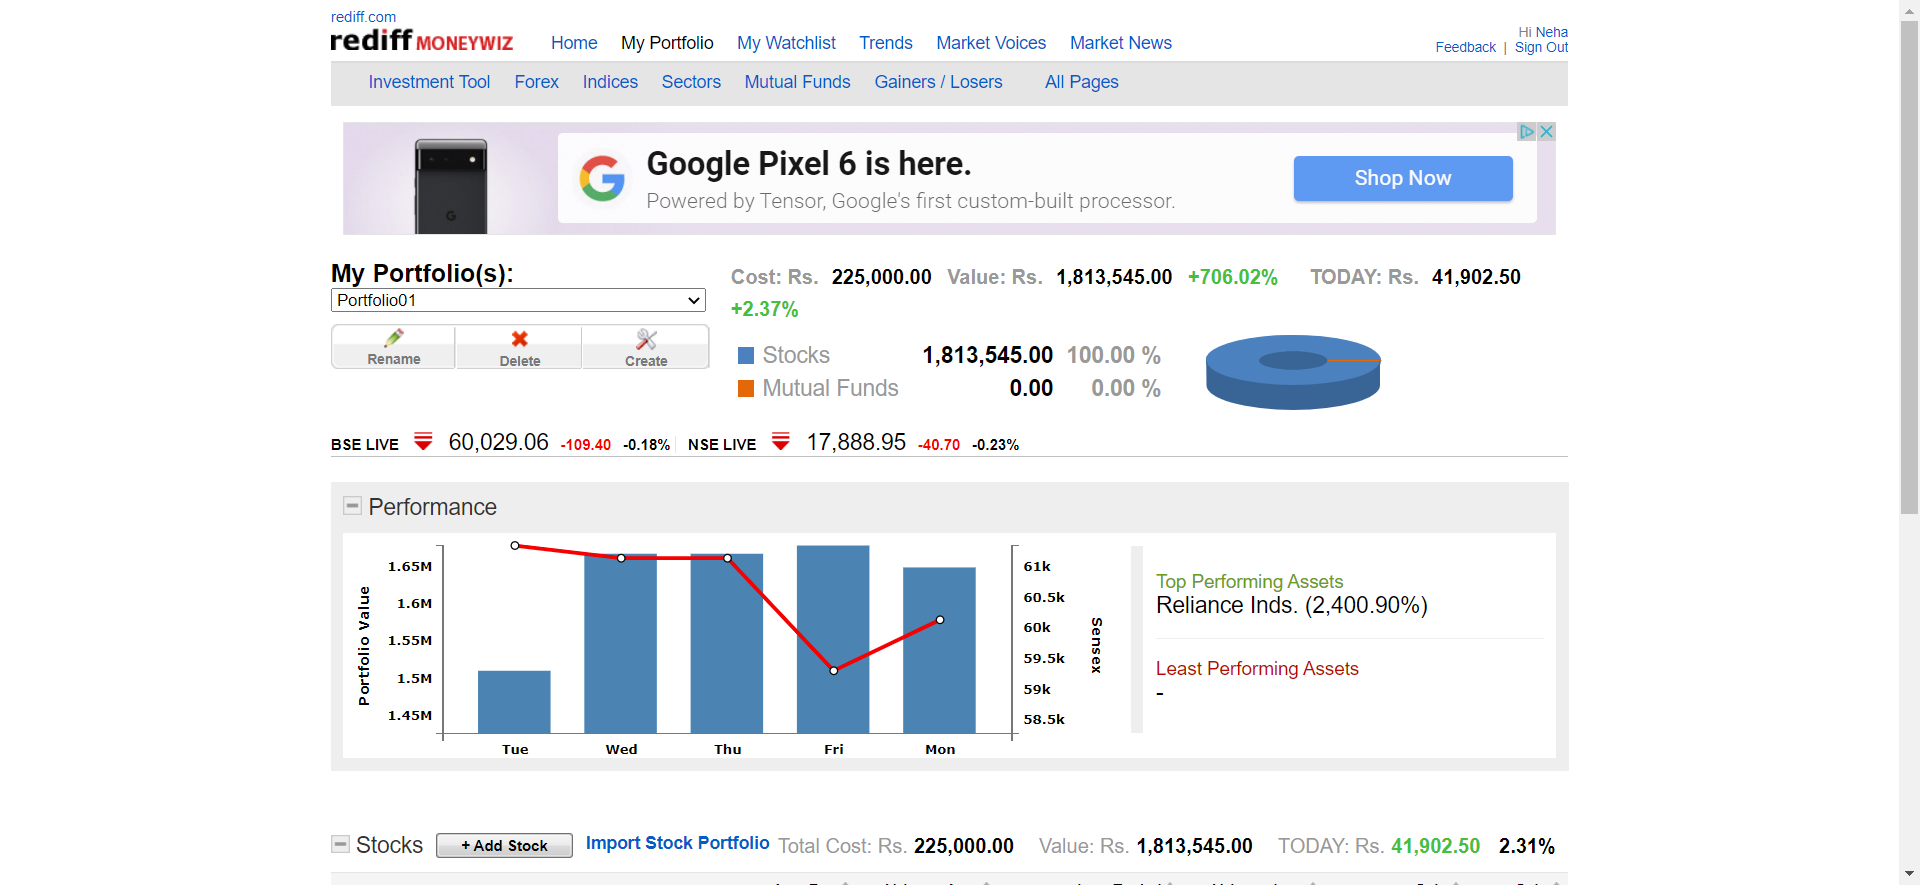 rediff.com
rediff MONEYWIZ
Home My Portfolio My Watchlist Trends Market Voices Market News
Hi Neha
Feedback | Sign Out
Investment Tool Forex Indices Sectors Mutual Funds Gainers / Losers All Pages
Google Pixel 6 is here.
Powered by Tensor, Google's first custom-built processor.
Shop Now
My Portfolio(s):
Portfolio01
Rename Delete Create
Cost: Rs. 225,000.00 Value: Rs. 1,813,545.00 +706.02% TODAY: Rs. 41,902.50
+2.37%
Stocks 1,813,545.00 100.00 %
Mutual Funds 0.00 0.00 %
BSE LIVE 60,029.06 -109.40 -0.18% NSE LIVE 17,888.95 -40.70 -0.23%
Performance
Portfolio Value
1.65M
1.6M
1.55M
1.5M
1.45M
Tue Wed Thu Fri Mon
61k
60.5k
60k
59.5k
59k
58.5k
Sensex
Top Performing Assets
Reliance Inds. (2,400.90%)
Least Performing Assets
-
Stocks + Add Stock Import Stock Portfolio Total Cost: Rs. 225,000.00 Value: Rs. 1,813,545.00 TODAY: Rs. 41,902.50 2.31%